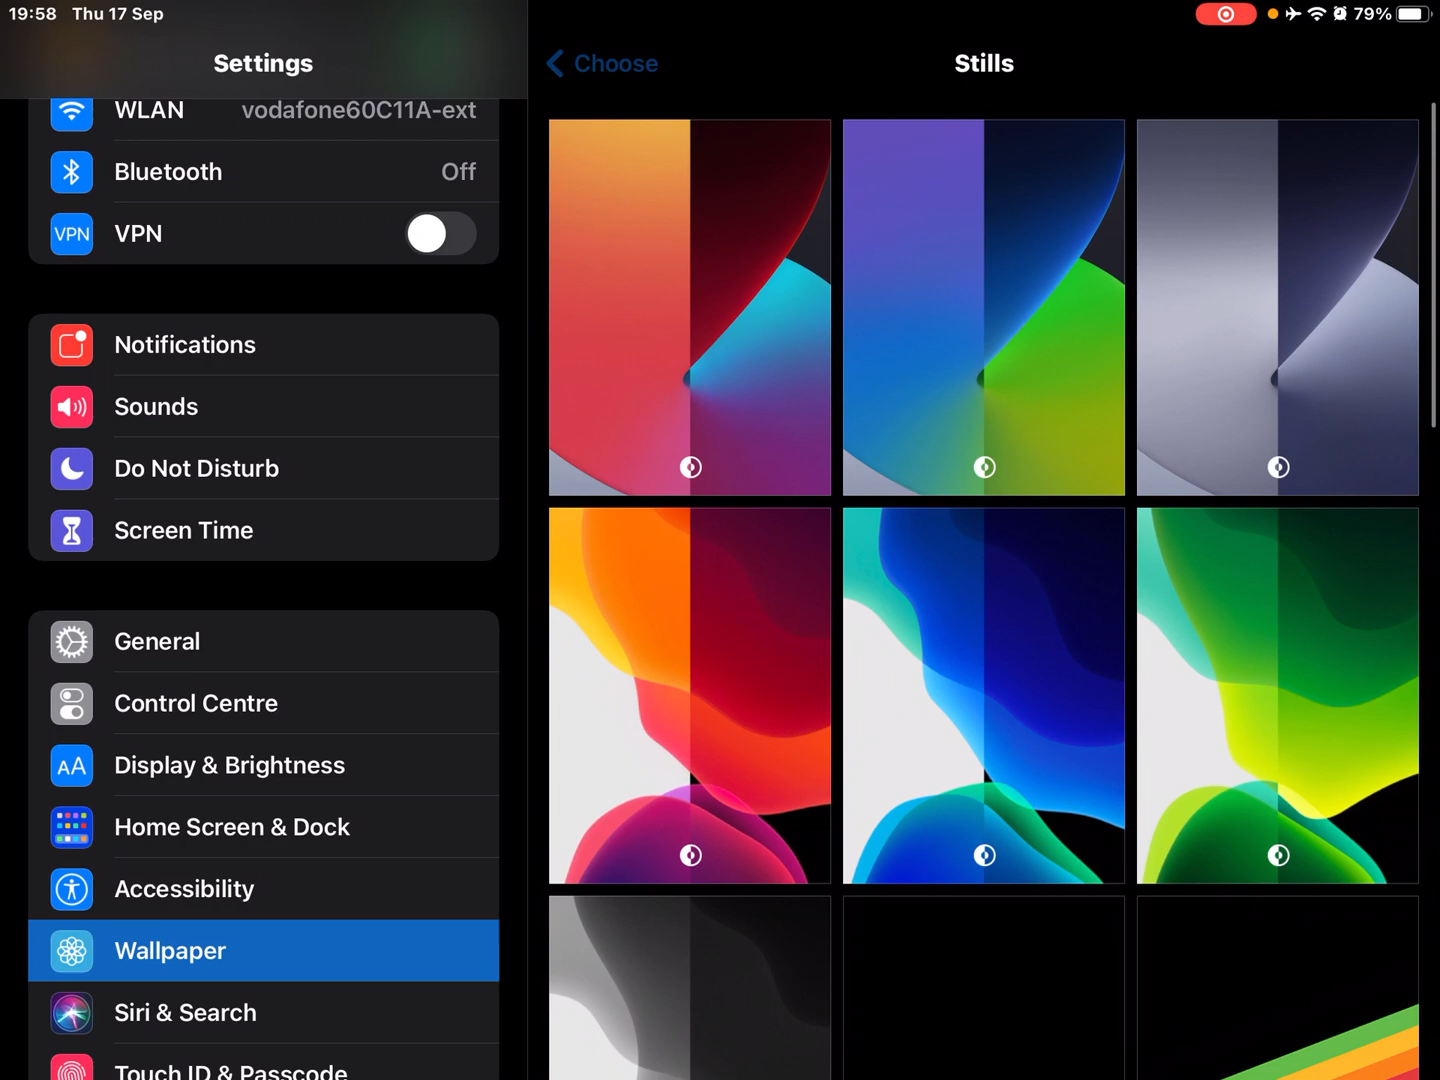 19:58 Thu 17 Sep
79%
Settings
Choose
Stills
WLAN vodafone60C11A-ext
Bluetooth Off
VPN VPN
Notifications
Sounds
Do Not Disturb
Screen Time
General
Control Centre
AA Display & Brightness
Home Screen & Dock
Accessibility
Wallpaper
Siri & Search
Touch ID & Passcode